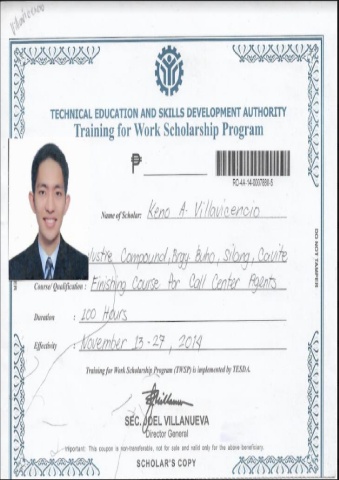 TECHNICAL EDUCATION AND SKILLS DEVELOPMENT AUTHORITY
Training for Work Scholarship Program
₱
RO-4A-14-0007698-5
Name of Scholar: Keno A. Villavicencio
Compound, Brgy Buho, Silang, Cavite
Course/ Qualification : Finishing Course for Call Center Agents
Duration : 100 Hours
Effectivity : November 13-27, 2014
Training for Work Scholarship Program (TWSP) is implemented by TESDA.
SEC. JOEL VILLANUEVA
Director General
Important: This coupon is non-transferable, not for sale and valid only for the above beneficiary.
SCHOLAR'S COPY
DO NOT TAMPER